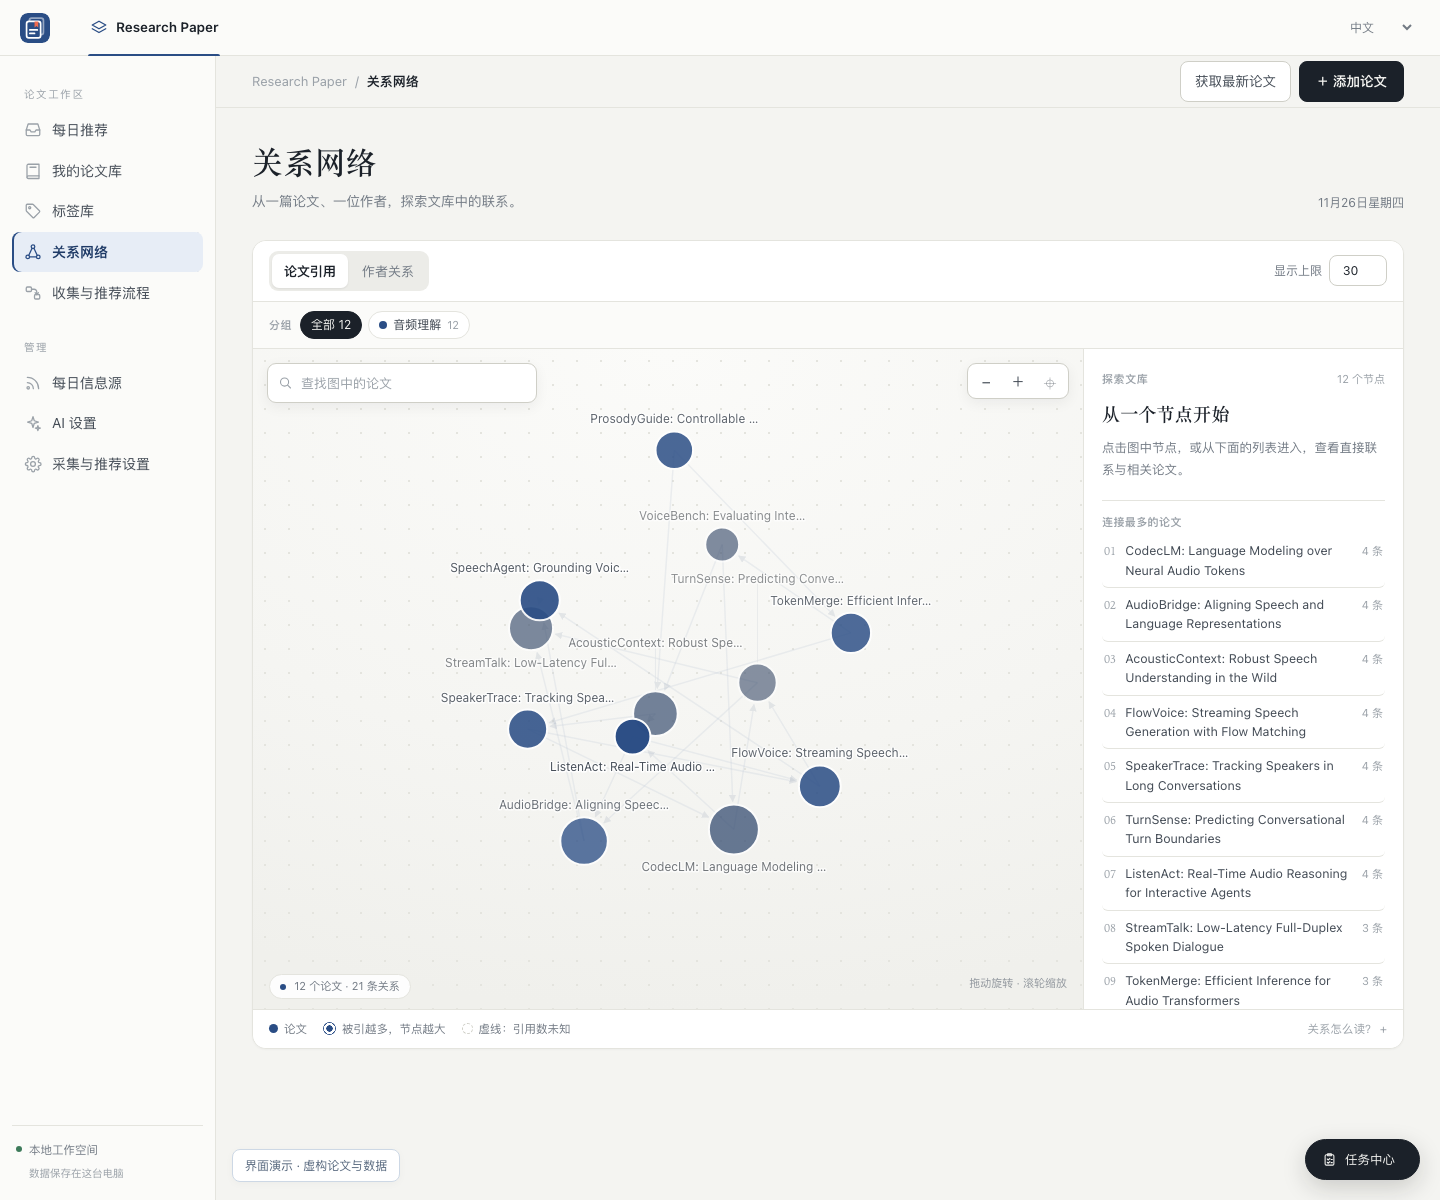 Research Paper
中文
论文工作区
每日推荐
我的论文库
标签库
关系网络
收集与推荐流程
管理
每日信息源
AI 设置
采集与推荐设置
本地工作空间
数据保存在这台电脑
Research Paper / 关系网络
获取最新论文
+ 添加论文
关系网络
从一篇论文、一位作者，探索文库中的联系。
11月26日星期四
论文引用
作者关系
显示上限
30
分组
全部 12
音频理解 12
查找图中的论文
− +
ProsodyGuide: Controllable ...
VoiceBench: Evaluating Inte...
SpeechAgent: Grounding Voic...
TurnSense: Predicting Conve...
TokenMerge: Efficient Infer...
AcousticContext: Robust Spe...
StreamTalk: Low-Latency Ful...
SpeakerTrace: Tracking Spea...
FlowVoice: Streaming Speech...
ListenAct: Real-Time Audio ...
AudioBridge: Aligning Speec...
CodecLM: Language Modeling ...
12 个论文 · 21 条关系
拖动旋转 · 滚轮缩放
探索文库
12 个节点
从一个节点开始
点击图中节点，或从下面的列表进入，查看直接联
系与相关论文。
连接最多的论文
01 CodecLM: Language Modeling over 4 条
Neural Audio Tokens
02 AudioBridge: Aligning Speech and 4 条
Language Representations
03 AcousticContext: Robust Speech 4 条
Understanding in the Wild
04 FlowVoice: Streaming Speech 4 条
Generation with Flow Matching
05 SpeakerTrace: Tracking Speakers in 4 条
Long Conversations
06 TurnSense: Predicting Conversational 4 条
Turn Boundaries
07 ListenAct: Real-Time Audio Reasoning 4 条
for Interactive Agents
08 StreamTalk: Low-Latency Full-Duplex 3 条
Spoken Dialogue
09 TokenMerge: Efficient Inference for 3 条
Audio Transformers
论文
被引越多，节点越大
虚线：引用数未知
关系怎么读？ +
界面演示 · 虚构论文与数据
任务中心